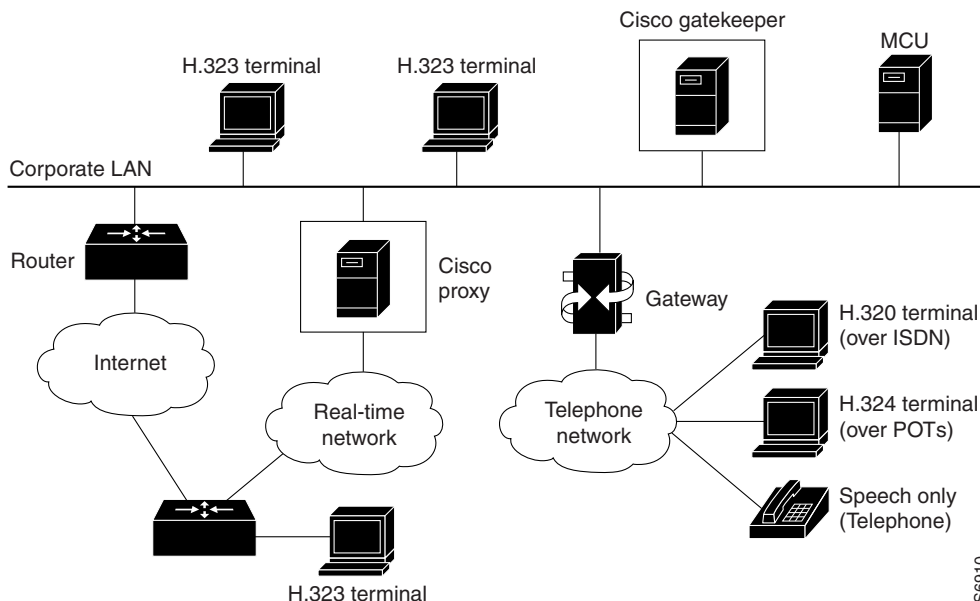 Cisco gatekeeper
MCU
H.323 terminal
H.323 terminal
Corporate LAN
Router
Cisco
proxy
Gateway
H.320 terminal
(over ISDN)
Internet
Real-time
network
Telephone
network
H.324 terminal
(over POTs)
Speech only
(Telephone)
H.323 terminal